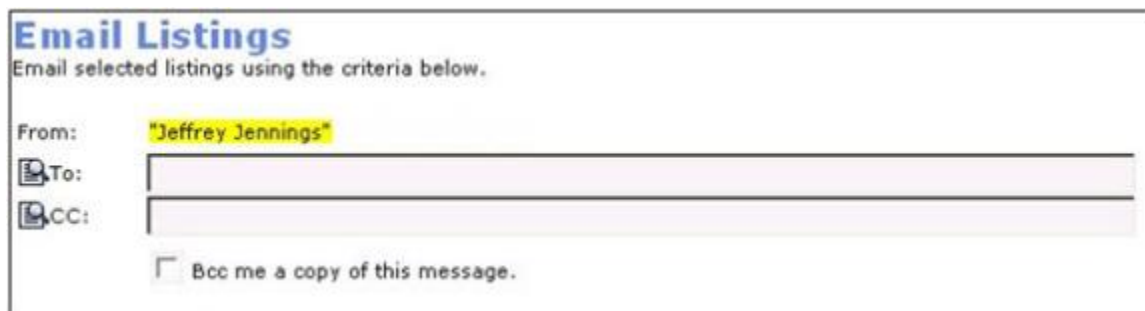 Email Listings
Email selected listings using the criteria below.
From: "Jeffrey Jennings"
To:
CC:
Bcc me a copy of this message.